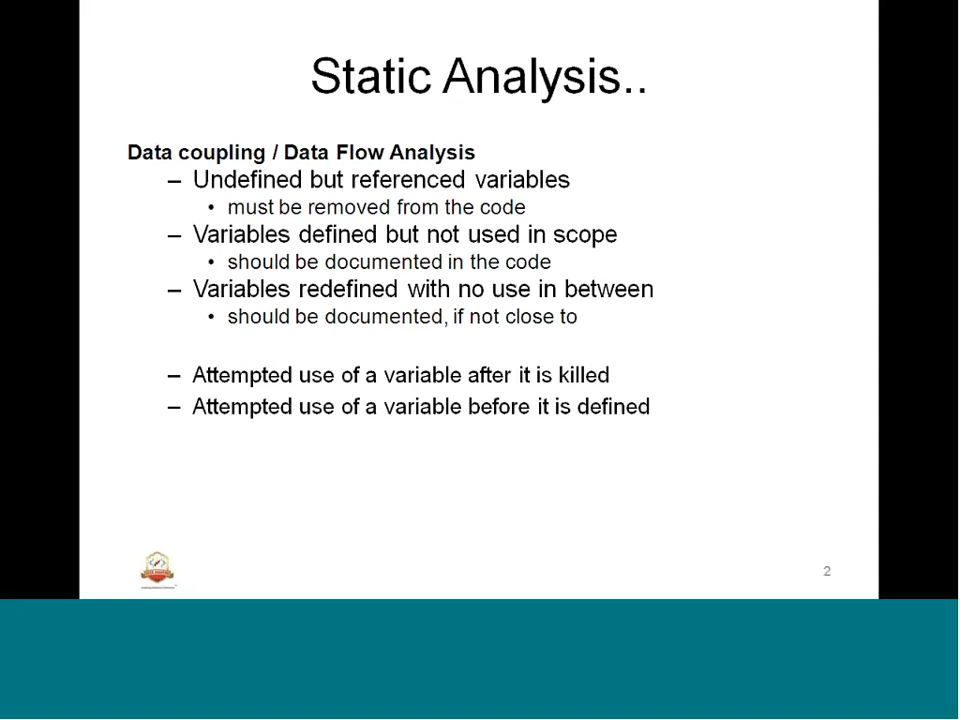 Static Analysis..
Data coupling / Data Flow Analysis
– Undefined but referenced variables
• must be removed from the code
– Variables defined but not used in scope
• should be documented in the code
– Variables redefined with no use in between
• should be documented, if not close to
– Attempted use of a variable after it is killed
– Attempted use of a variable before it is defined
2